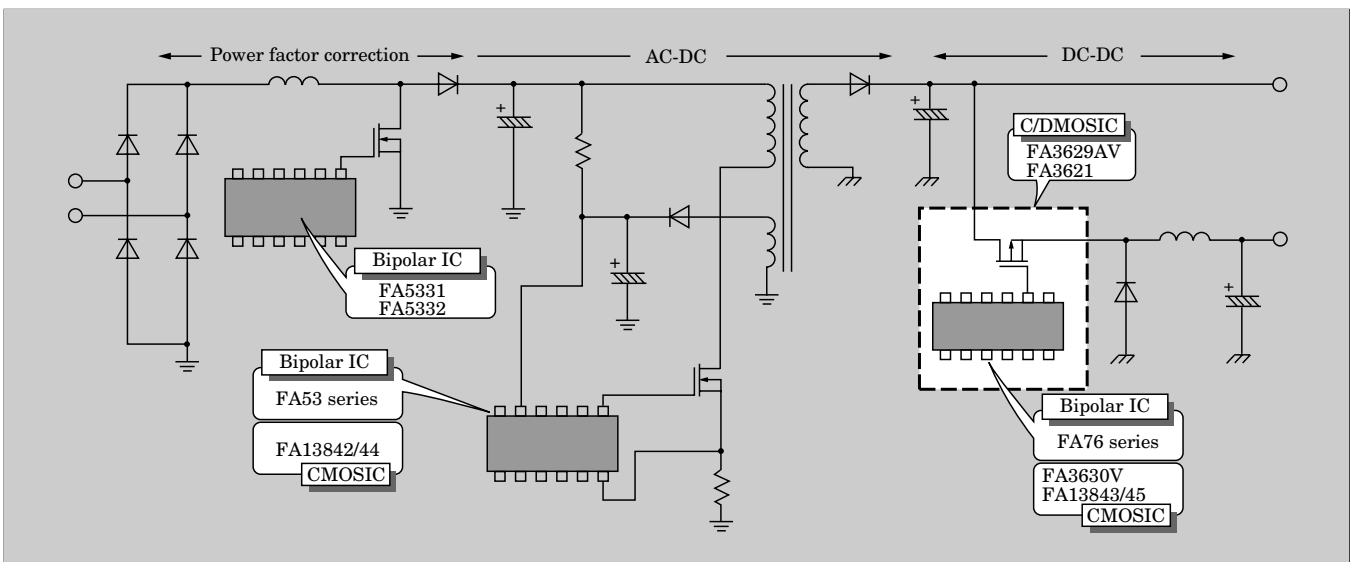 Power factor correction
AC-DC
DC-DC
+
+
C/DMOSIC
FA3629AV
FA3621
Bipolar IC
FA5331
FA5332
+
+
Bipolar IC
FA53 series
FA13842/44
CMOSIC
Bipolar IC
FA76 series
FA3630V
FA13843/45
CMOSIC